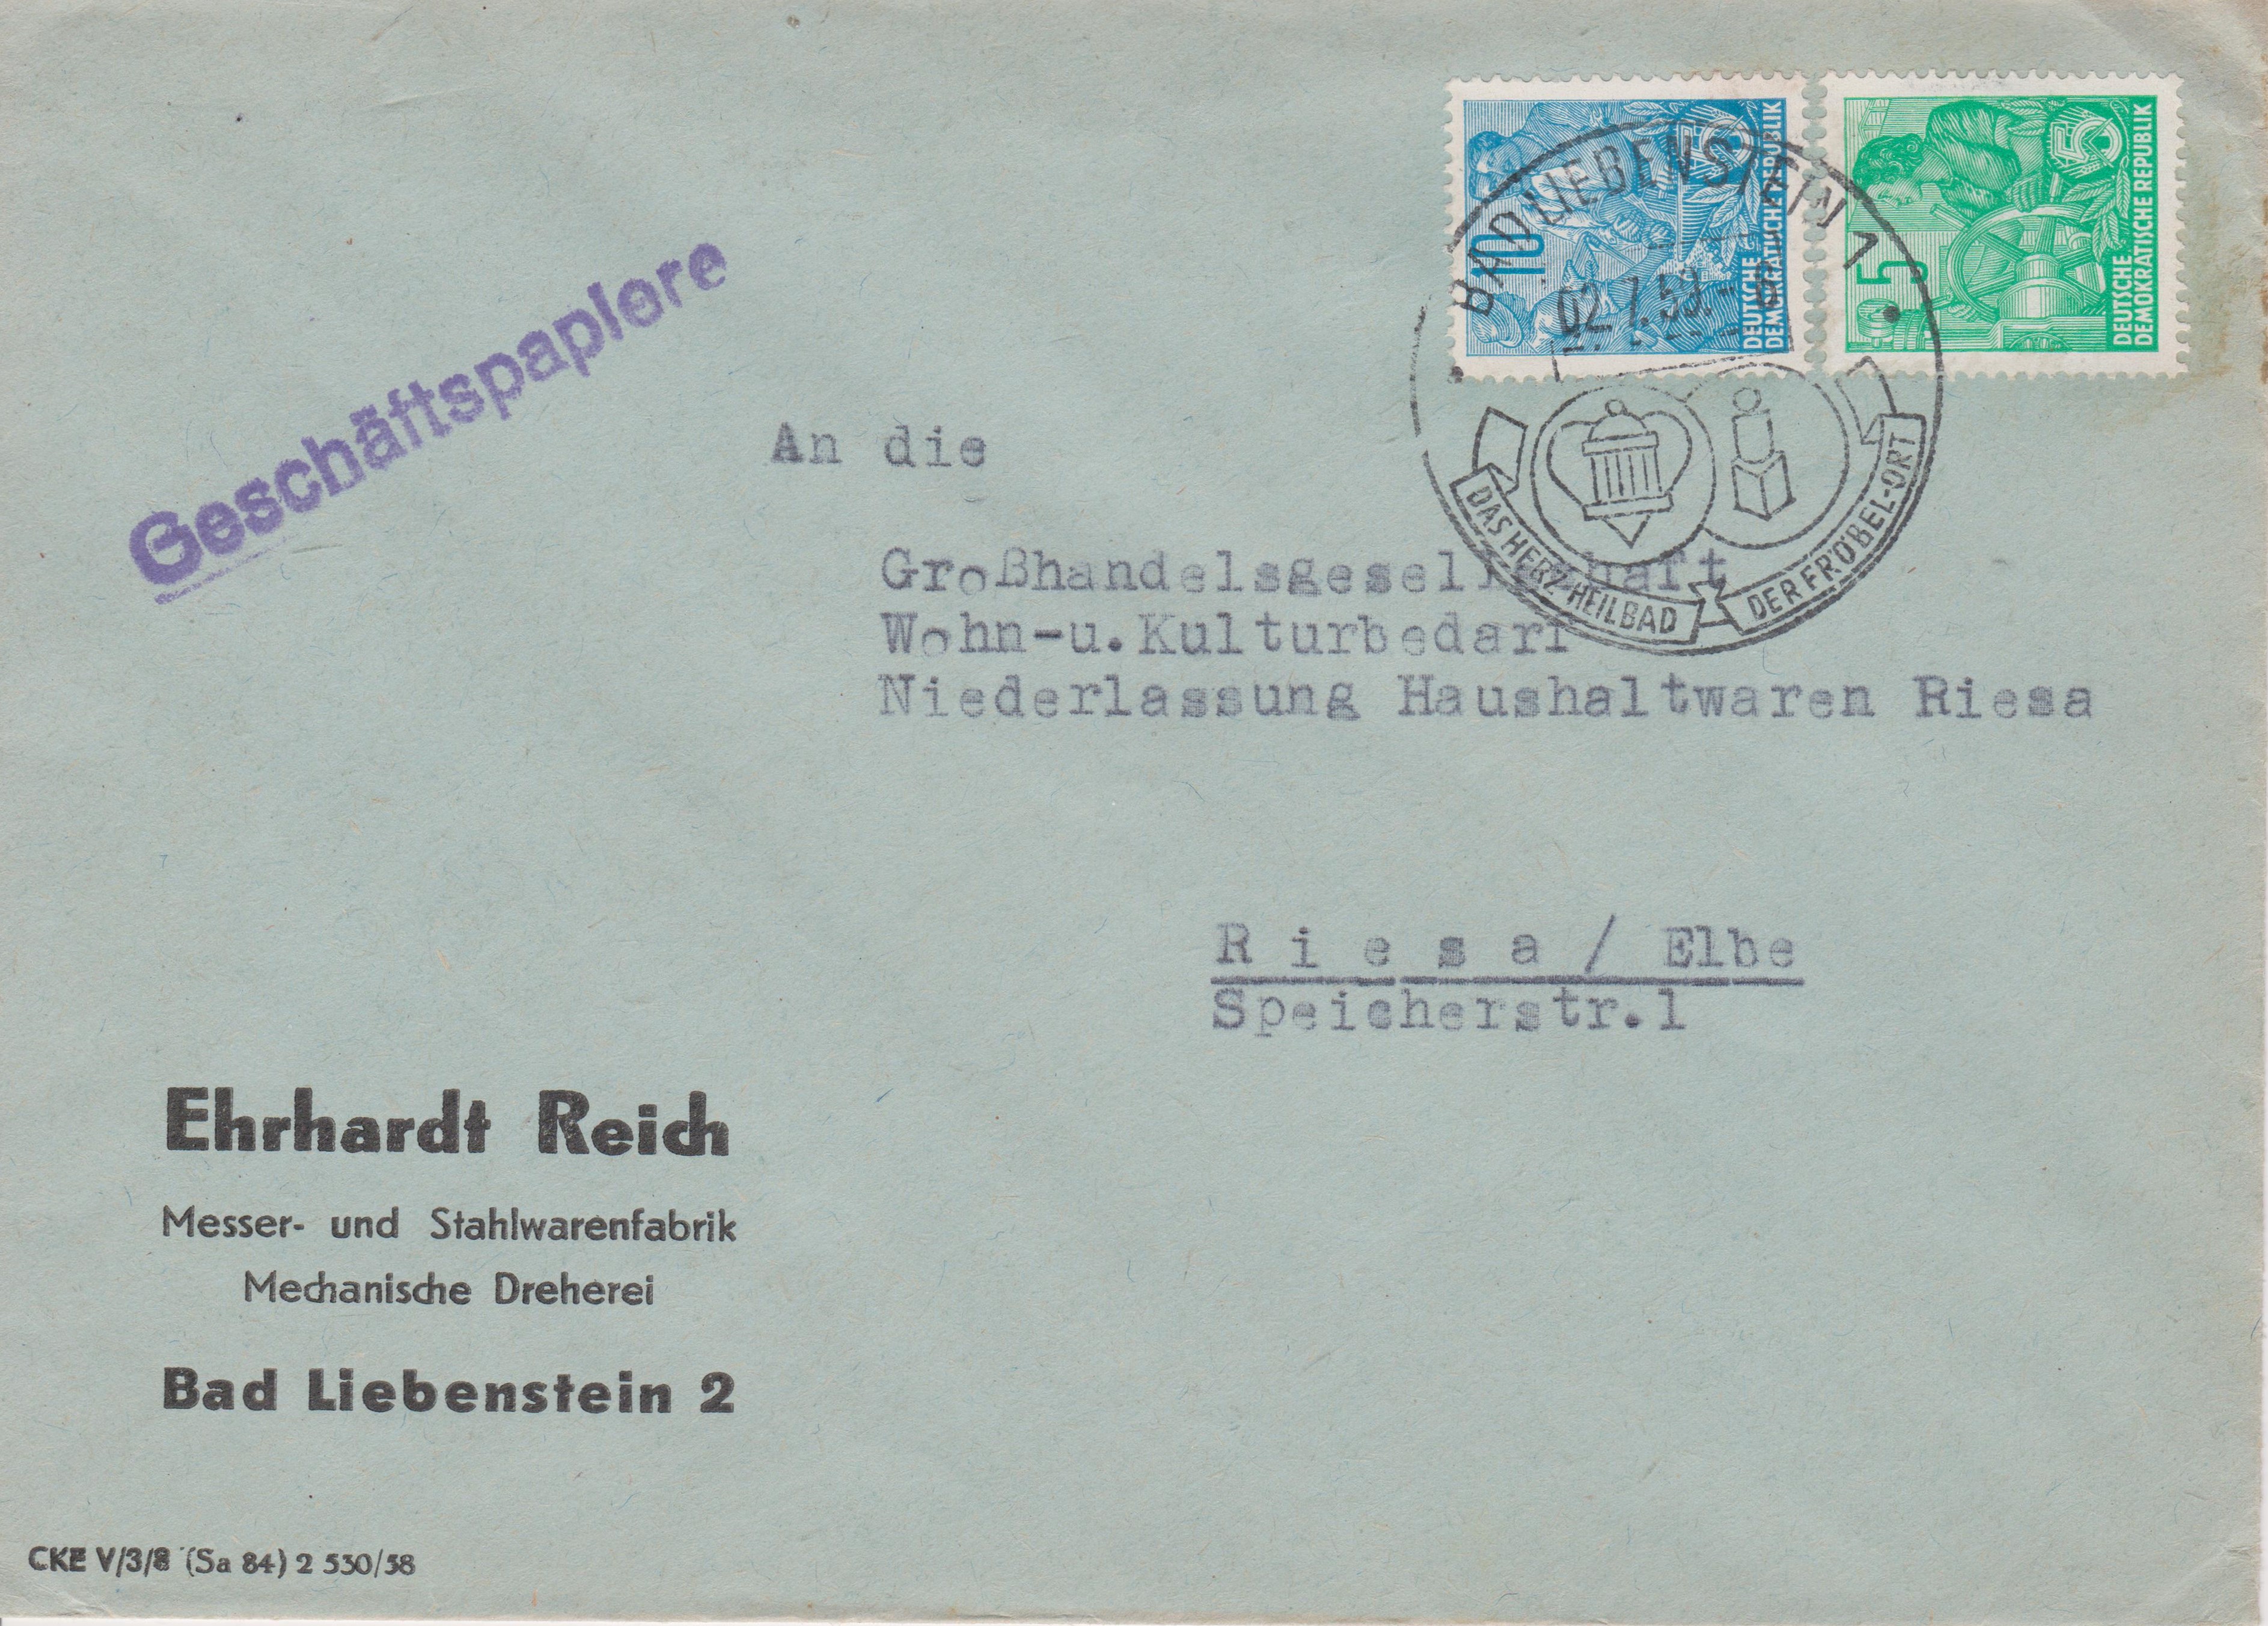 Geschäftspapiere
10
5
DEUTSCHE
DEMOKRATISCHE REPUBLIK
5
5
DEUTSCHE
DEMOKRATISCHE REPUBLIK
BAD LIEBENSTEIN 1
DAS HERZ-HEILBAD
DER FRÖBEL-ORT
An die
Großhandelsgesellschaft
Wohn-u.Kulturbedarf
Niederlassung Haushaltwaren Riesa
R i e s a / Elbe
Speicherstr.1
Ehrhardt Reich
Messer- und Stahlwarenfabrik
Mechanische Dreherei
Bad Liebenstein 2
CKE V/3/8 (Sa 84) 2 530/58